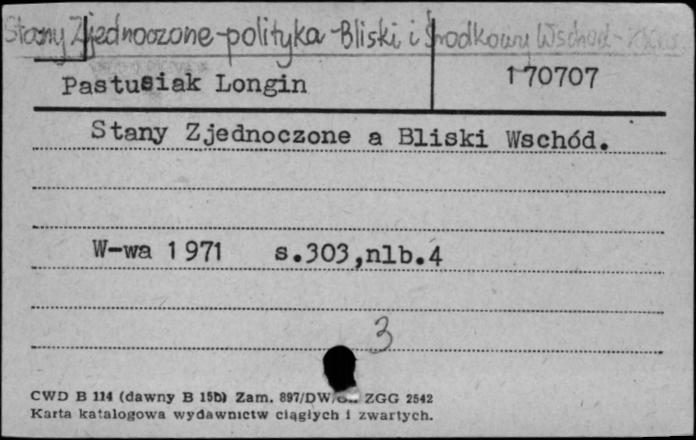 Stany Zjednoczone - polityka - Bliski i Środkowy Wschód -
Pastusiak Longin
170707
Stany Zjednoczone a Bliski Wschód.
W-wa 1971 s.303,nlb.4
3
CWD B 114 (dawny B 15b) Zam. 897/DW/ ZGG 2542
Karta katalogowa wydawnictw ciągłych i zwartych.